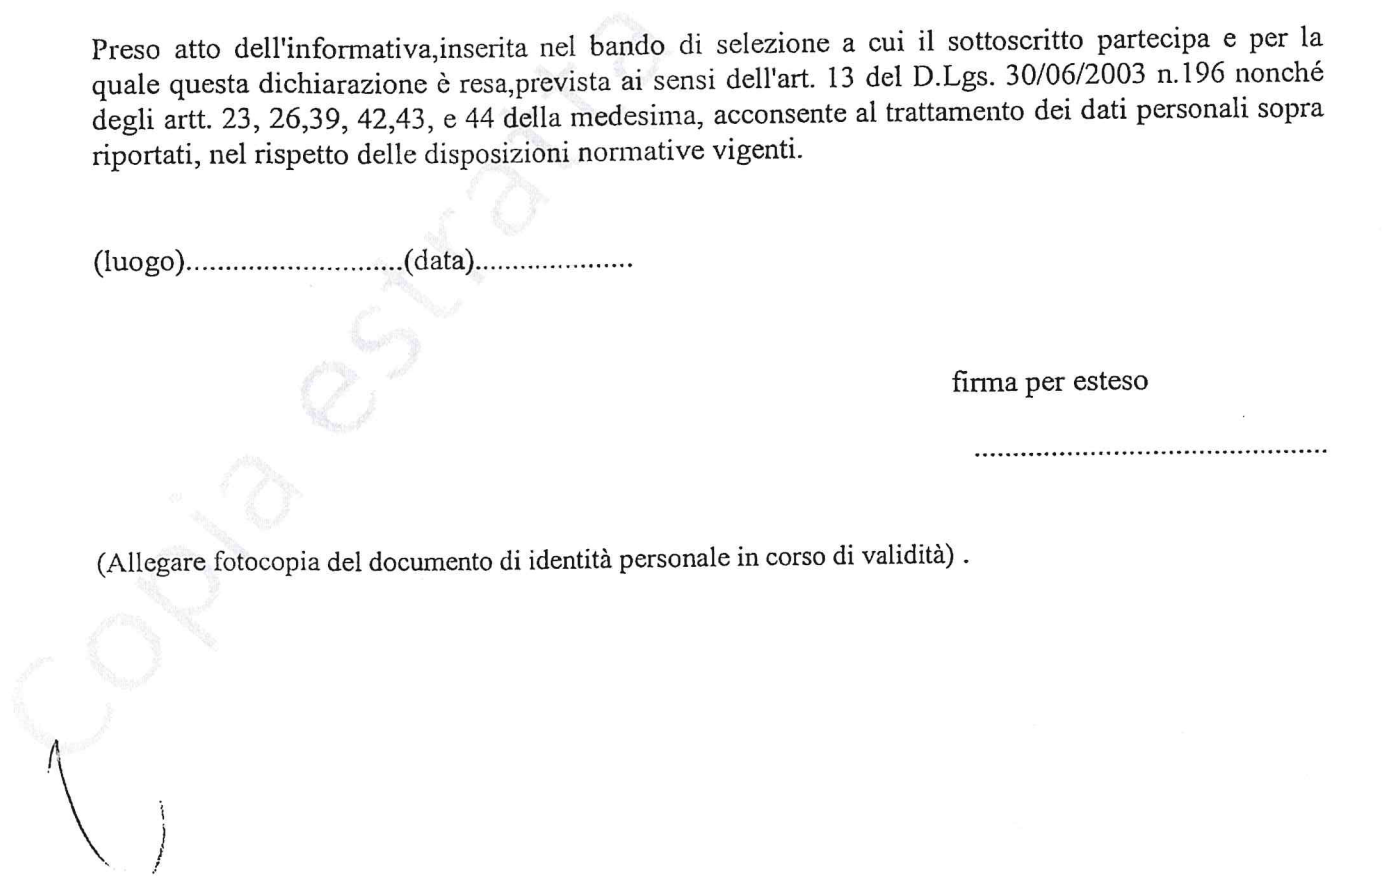 Preso atto dell'informativa,inserita nel bando di selezione a cui il sottoscritto partecipa e per la
quale questa dichiarazione è resa,prevista ai sensi dell'art. 13 del D.Lgs. 30/06/2003 n.196 nonché
degli artt. 23, 26,39, 42,43, e 44 della medesima, acconsente al trattamento dei dati personali sopra
riportati, nel rispetto delle disposizioni normative vigenti.
(luogo)............................(data).....................
firma per esteso
..............................................
(Allegare fotocopia del documento di identità personale in corso di validità) .
Copia estratta